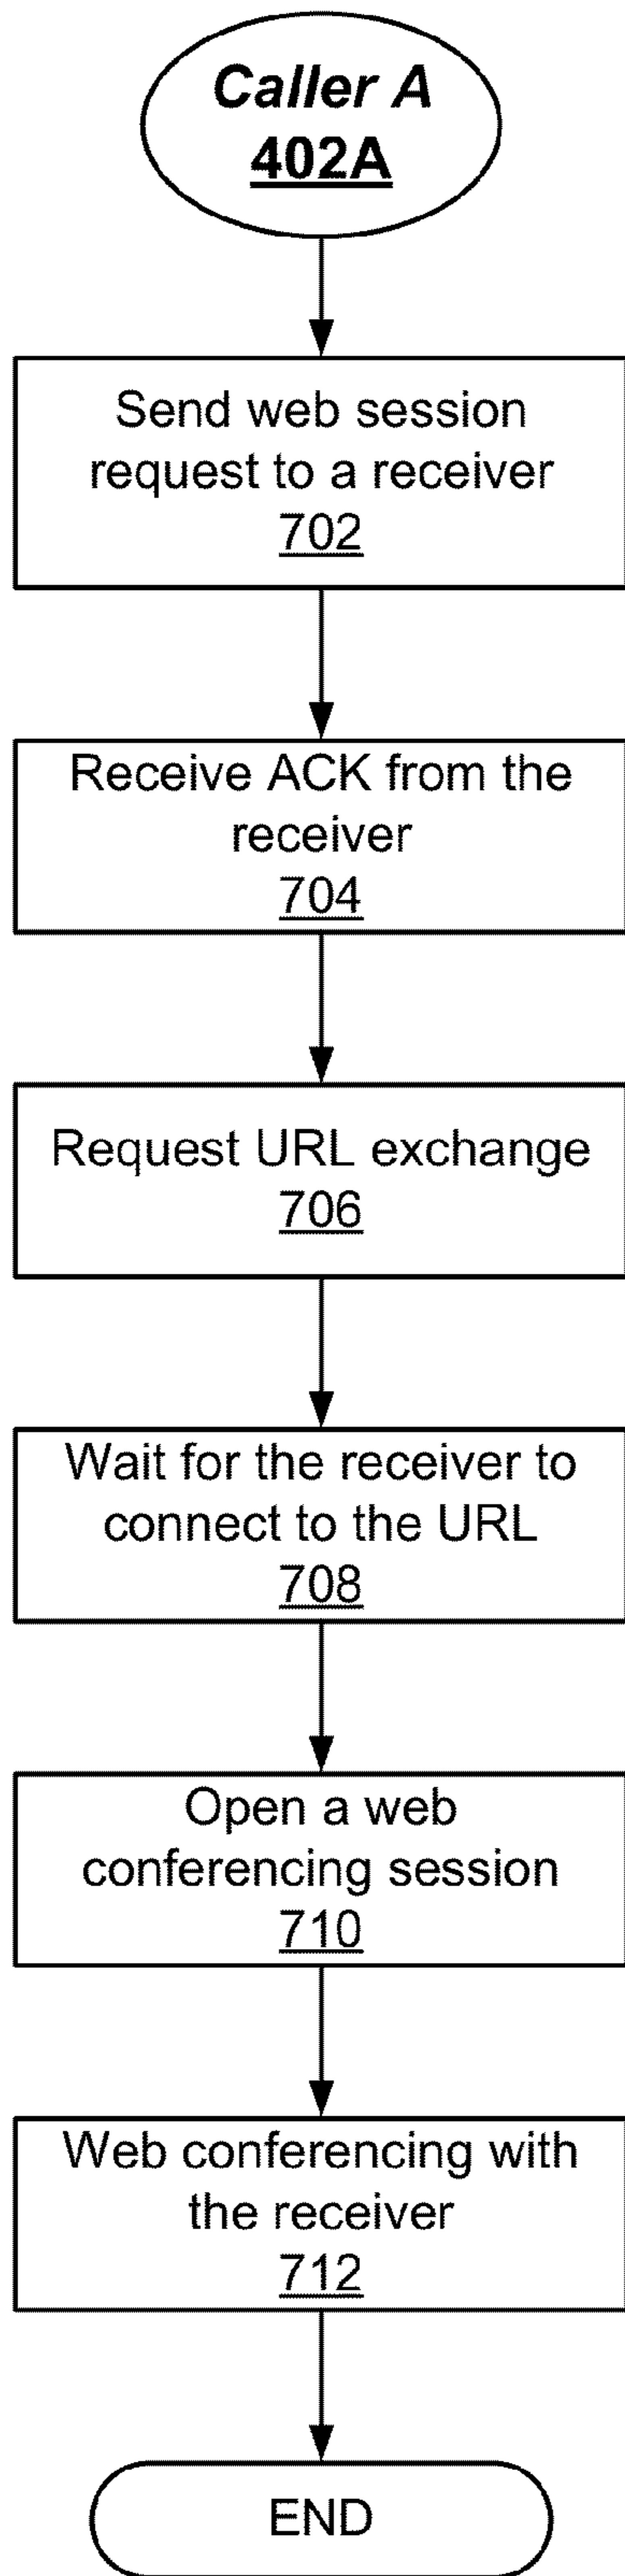 Caller A
402A
Send web session
request to a receiver
702
Receive ACK from the
receiver
704
Request URL exchange
706
Wait for the receiver to
connect to the URL
708
Open a web
conferencing session
710
Web conferencing with
the receiver
712
END